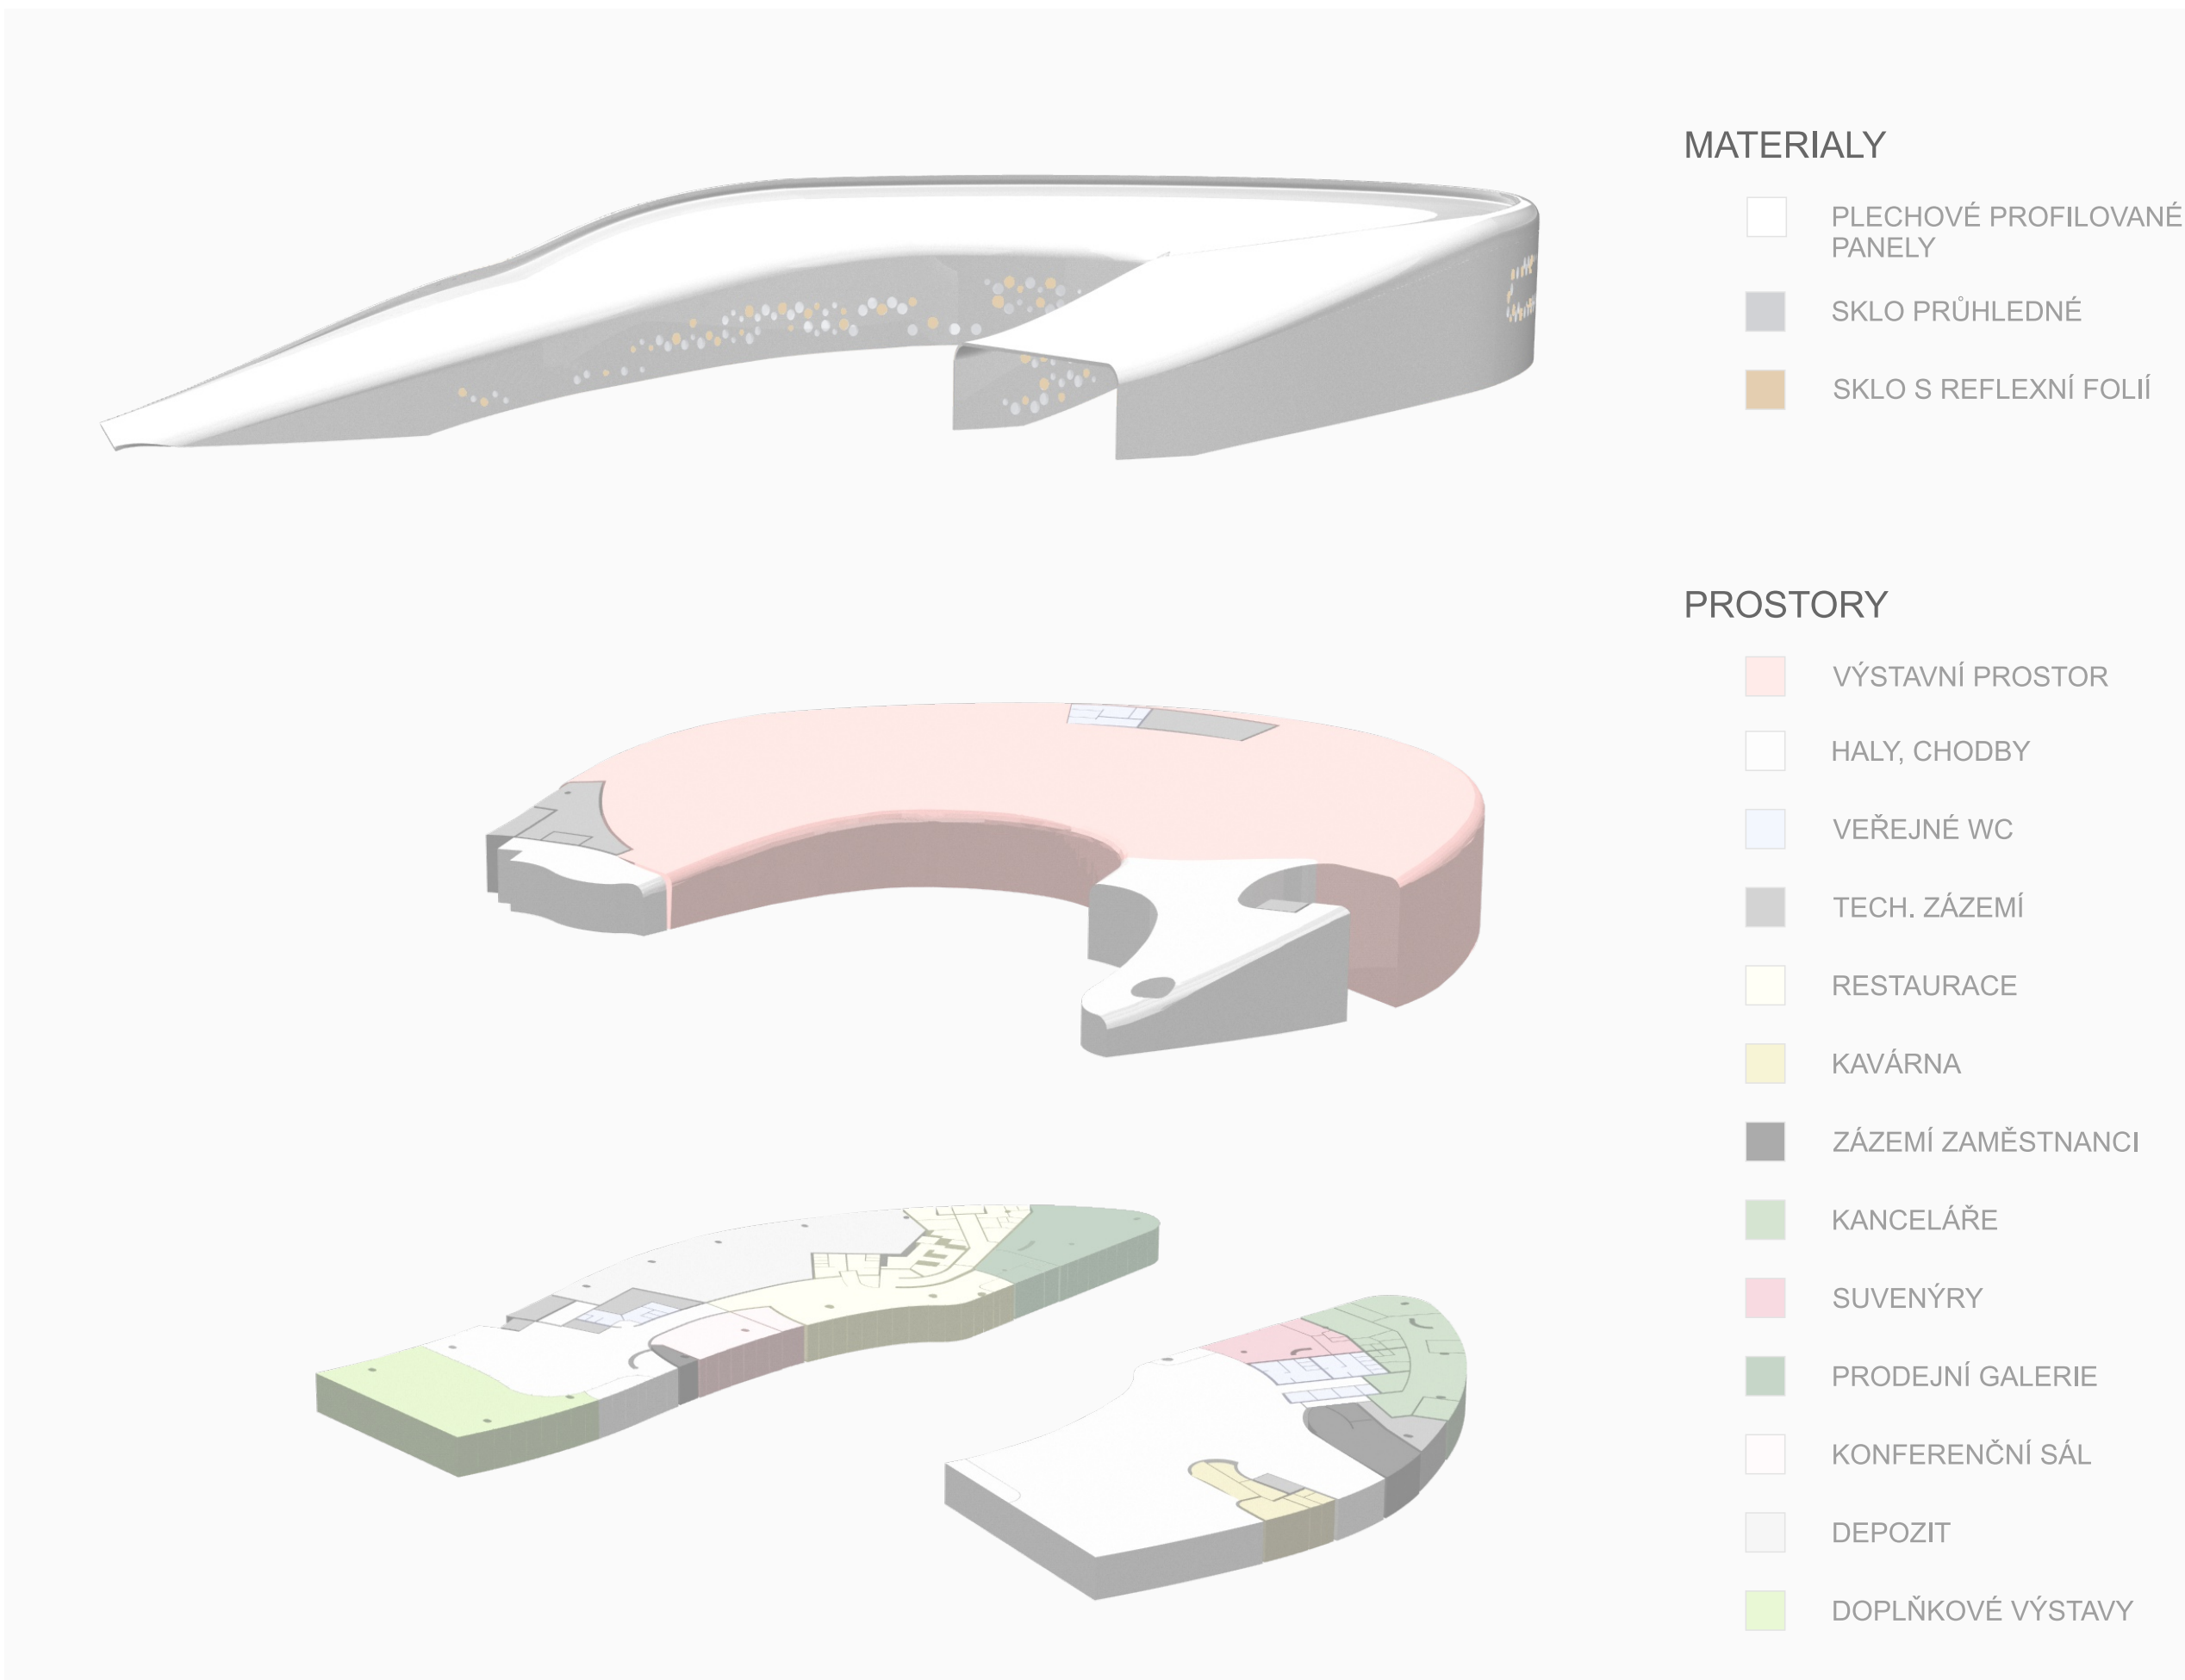 MATERIALY
PLECHOVÉ PROFILOVANÉ
PANELY
SKLO PRŮHLEDNÉ
SKLO S REFLEXNÍ FOLIÍ
PROSTORY
VÝSTAVNÍ PROSTOR
HALY, CHODBY
VEŘEJNÉ WC
TECH. ZÁZEMÍ
RESTAURACE
KAVÁRNA
ZÁZEMÍ ZAMĚSTNANCI
KANCELÁŘE
SUVENÝRY
PRODEJNÍ GALERIE
KONFERENČNÍ SÁL
DEPOZIT
DOPLŇKOVÉ VÝSTAVY